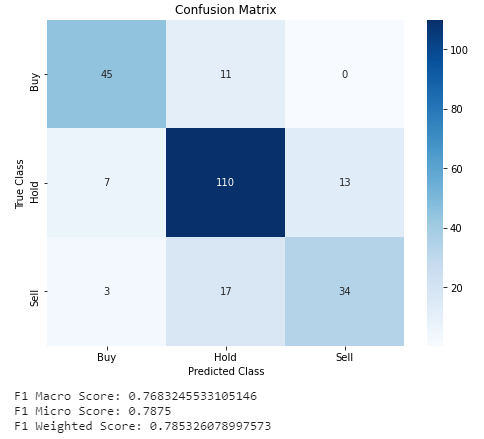 Confusion Matrix
Buy 45 11 0 100
80
Hold 7 110 13 60
40
Sell 3 17 34 20
True Class
Buy Hold Sell
Predicted Class
F1 Macro Score: 0.7683245533105146
F1 Micro Score: 0.7875
F1 Weighted Score: 0.785326078997573